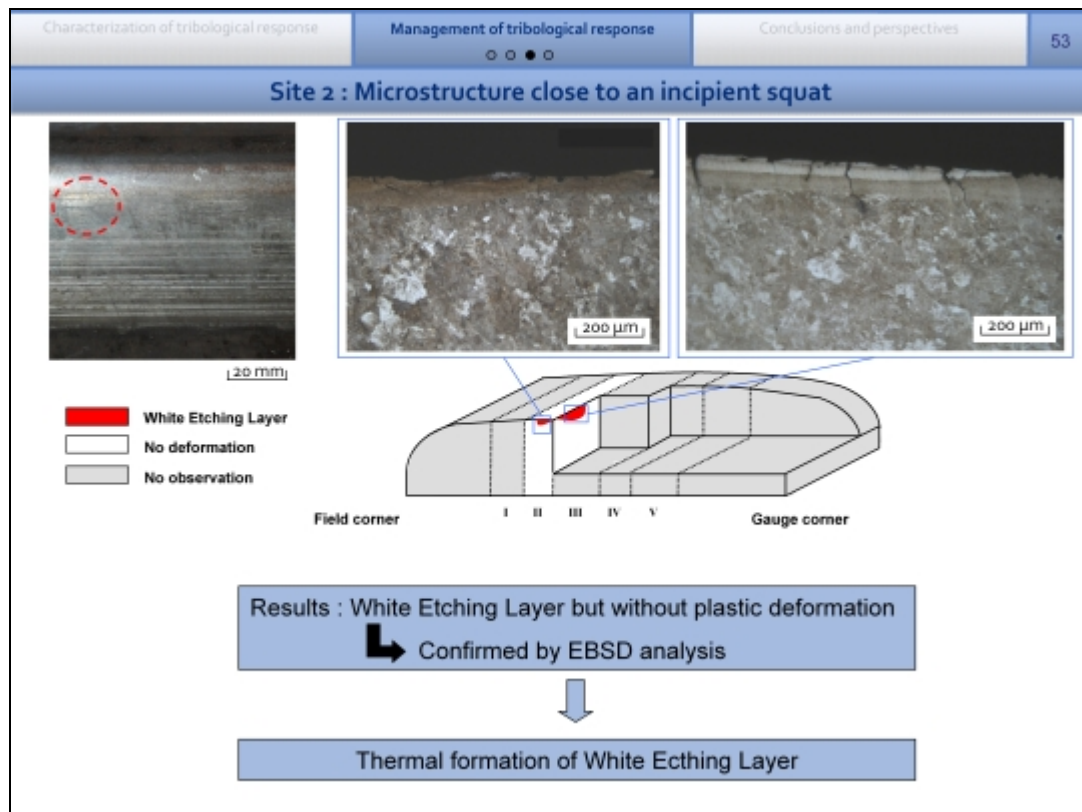 Characterization of tribological response
Management of tribological response
Conclusions and perspectives
53
Site 2 : Microstructure close to an incipient squat
20 mm
200 µm
200 µm
White Etching Layer
No deformation
No observation
Field corner
I II III IV V
Gauge corner
Results : White Etching Layer but without plastic deformation
Confirmed by EBSD analysis
Thermal formation of White Ecthing Layer